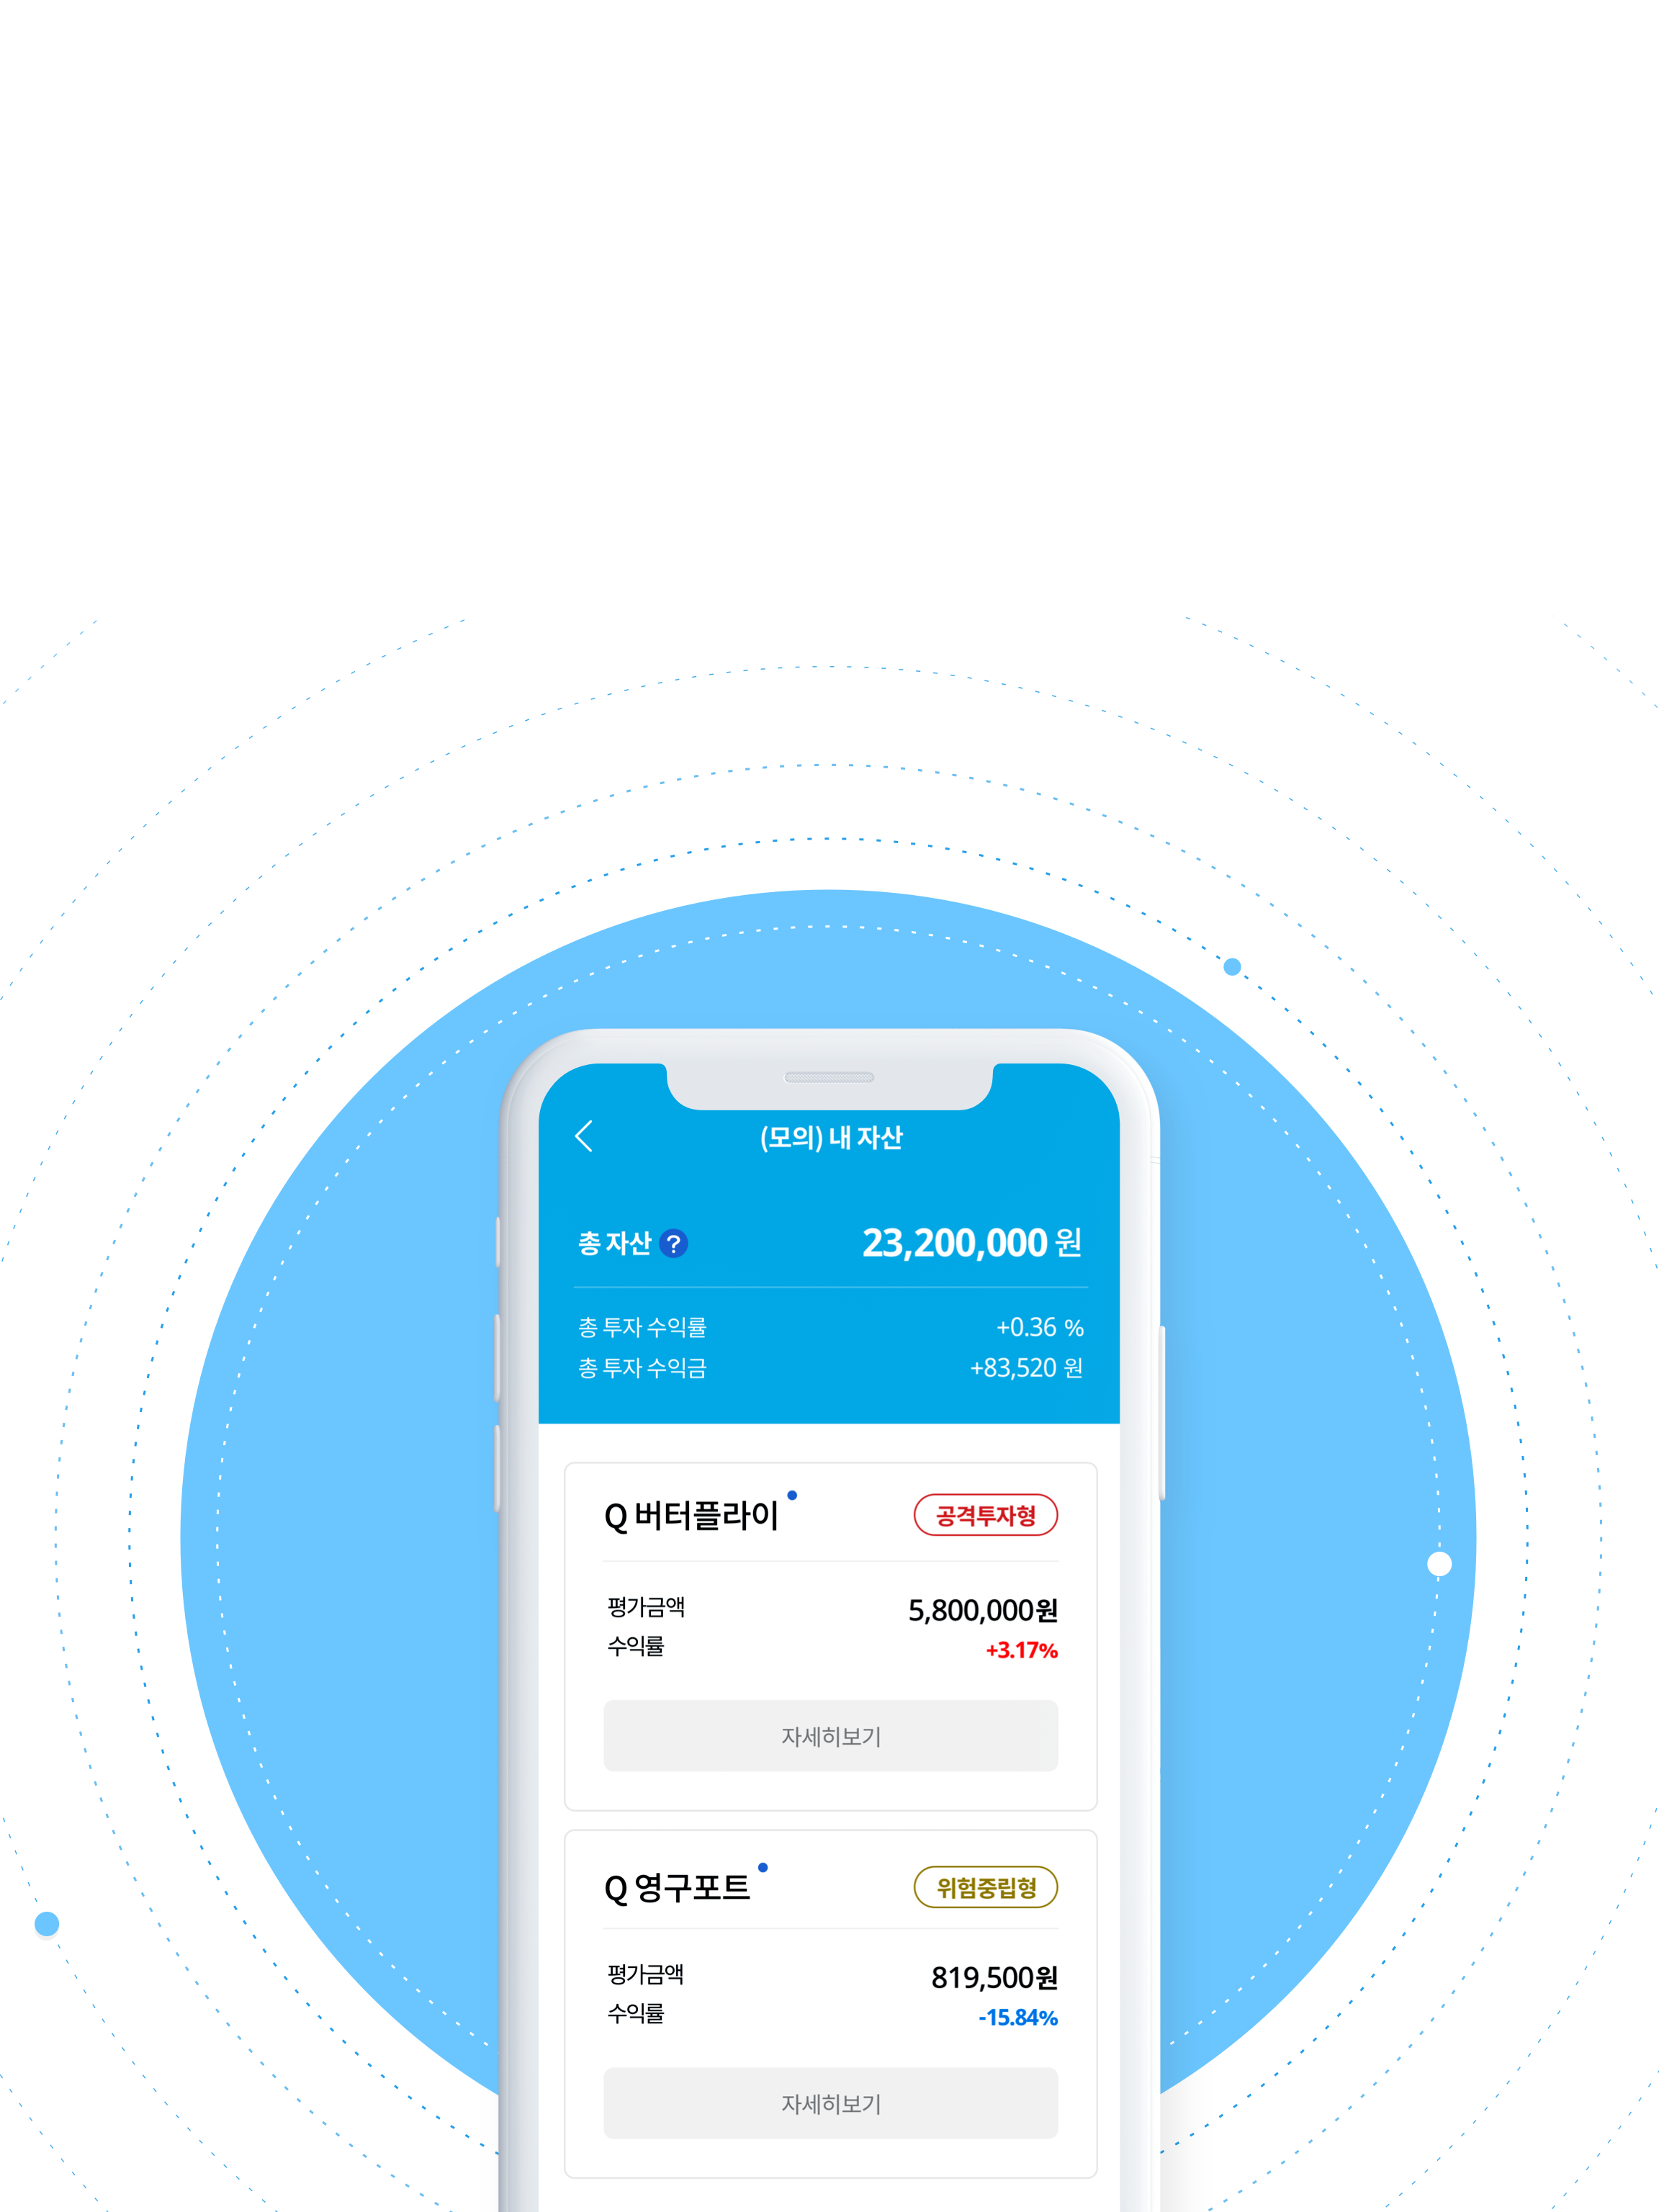 (모의) 내 자산
총 자산 ? 23,200,000 원
총 투자 수익률 +0.36 %
총 투자 수익금 +83,520 원
Q 버터플라이 공격투자형
평가금액 5,800,000원
수익률 +3.17%
자세히보기
Q 영구포트 위험중립형
평가금액 819,500원
수익률 -15.84%
자세히보기